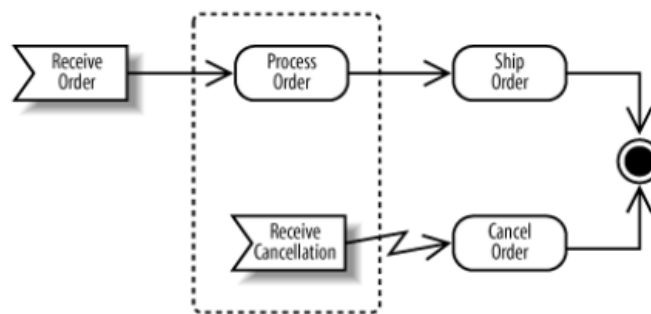 Receive
Order
Process
Order
Ship
Order
Receive
Cancellation
Cancel
Order